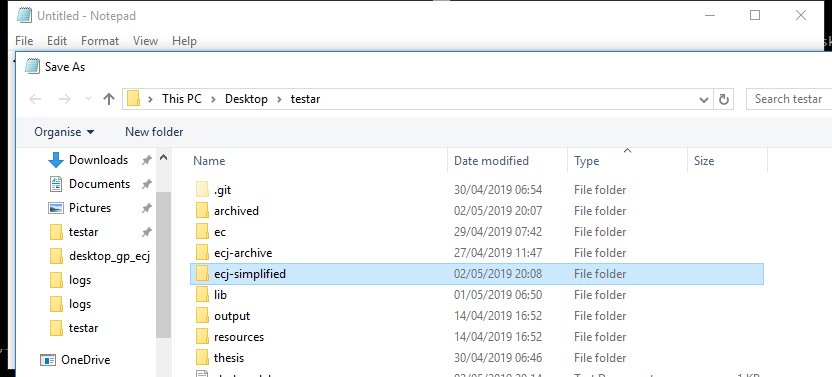 Untitled - Notepad
File Edit Format View Help
Save As
This PC Desktop testar
Search testar
Organise New folder
Name Date modified Type Size
Downloads
Documents
Pictures
testar
desktop_gp_ecj
logs
logs
testar
OneDrive
.git 30/04/2019 06:54 File folder
archived 02/05/2019 20:07 File folder
ec 29/04/2019 07:42 File folder
ecj-archive 27/04/2019 11:47 File folder
ecj-simplified 02/05/2019 20:08 File folder
lib 01/05/2019 06:50 File folder
output 14/04/2019 16:52 File folder
resources 14/04/2019 16:52 File folder
thesis 30/04/2019 06:46 File folder